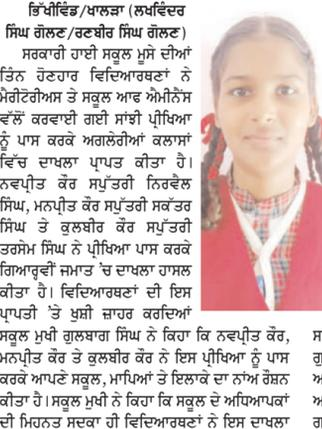 ਭਿੱਖੀਵਿੰਡ/ਖਾਲੜਾ (ਲਖਵਿੰਦਰ
ਸਿੰਘ ਗੋਲਣ/ਰਣਬੀਰ ਸਿੰਘ ਗੋਲਣ)
ਸਰਕਾਰੀ ਹਾਈ ਸਕੂਲ ਮੂਸੇ ਦੀਆਂ
ਤਿੰਨ ਹੋਣਹਾਰ ਵਿਦਿਆਰਥਣਾਂ ਨੇ
ਮੈਰੀਟੋਰੀਅਸ ਤੇ ਸਕੂਲ ਆਫ ਐਮੀਨੈਂਸ
ਵੱਲੋਂ ਕਰਵਾਈ ਗਈ ਸਾਂਝੀ ਪ੍ਰੀਖਿਆ
ਨੂੰ ਪਾਸ ਕਰਕੇ ਅਗਲੇਰੀਆਂ ਕਲਾਸਾਂ
ਵਿੱਚ ਦਾਖਲਾ ਪ੍ਰਾਪਤ ਕੀਤਾ ਹੈ।
ਨਵਪ੍ਰੀਤ ਕੌਰ ਸਪੁੱਤਰੀ ਨਿਰਵੈਲ
ਸਿੰਘ, ਮਨਪ੍ਰੀਤ ਕੌਰ ਸਪੁੱਤਰੀ ਸਕੱਤਰ
ਸਿੰਘ ਤੇ ਕੁਲਬੀਰ ਕੌਰ ਸਪੁੱਤਰੀ
ਤਰਸੇਮ ਸਿੰਘ ਨੇ ਪ੍ਰੀਖਿਆ ਪਾਸ ਕਰਕੇ
ਗਿਆਰ੍ਹਵੀਂ ਜਮਾਤ 'ਚ ਦਾਖਲਾ ਹਾਸਲ
ਕੀਤਾ ਹੈ। ਵਿਦਿਆਰਥਣਾਂ ਦੀ ਇਸ
ਪ੍ਰਾਪਤੀ 'ਤੇ ਖੁਸ਼ੀ ਜ਼ਾਹਰ ਕਰਦਿਆਂ
ਸਕੂਲ ਮੁਖੀ ਗੁਲਬਾਗ ਸਿੰਘ ਨੇ ਕਿਹਾ ਕਿ ਨਵਪ੍ਰੀਤ ਕੌਰ,
ਮਨਪ੍ਰੀਤ ਕੌਰ ਤੇ ਕੁਲਬੀਰ ਕੌਰ ਨੇ ਇਸ ਪ੍ਰੀਖਿਆ ਨੂੰ ਪਾਸ
ਕਰਕੇ ਆਪਣੇ ਸਕੂਲ, ਮਾਪਿਆਂ ਤੇ ਇਲਾਕੇ ਦਾ ਨਾਂਅ ਰੌਸ਼ਨ
ਕੀਤਾ ਹੈ।ਸਕੂਲ ਮੁਖੀ ਨੇ ਕਿਹਾ ਕਿ ਸਕੂਲ ਦੇ ਅਧਿਆਪਕਾਂ
ਦੀ ਮਿਹਨਤ ਸਦਕਾ ਹੀ ਵਿਦਿਆਰਥਣਾਂ ਨੇ ਇਸ ਦਾਖਲਾ